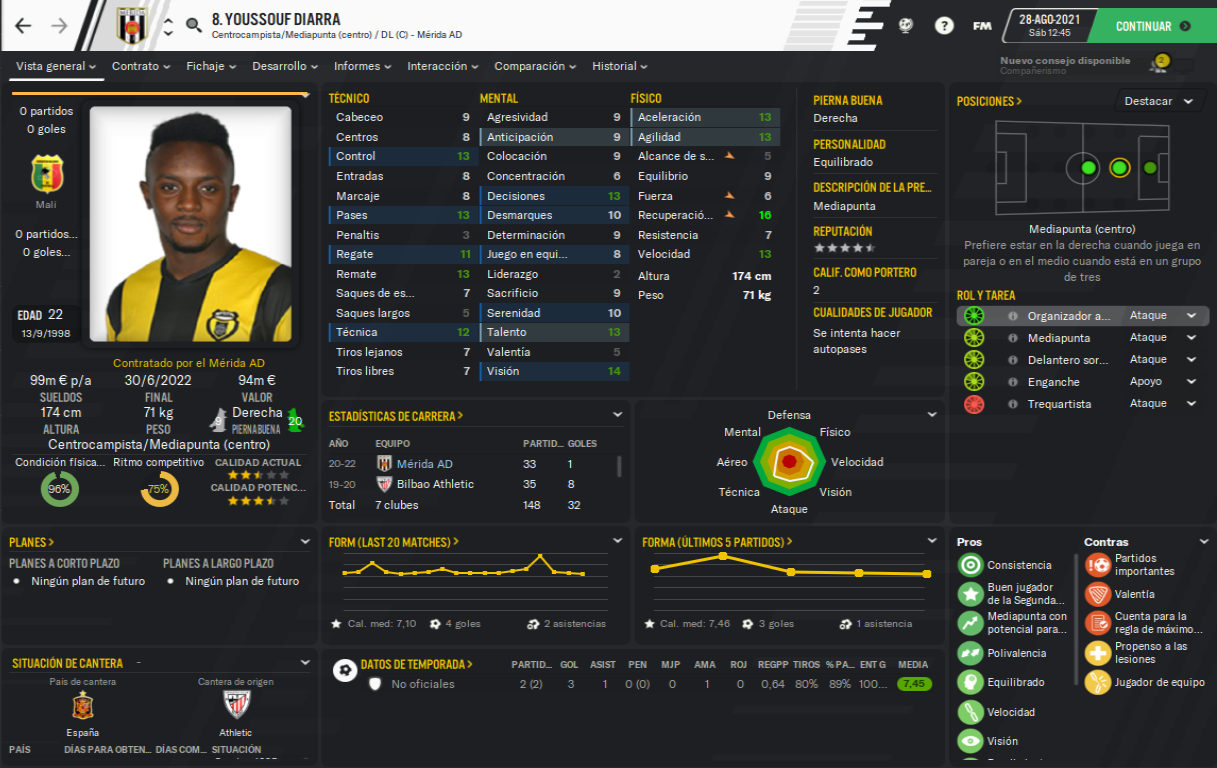 8. YOUSSOUF DIARRA
Centrocampista/Mediapunta (centro) / DL (C) - Mérida AD
?
FM
28-AGO-2021
Sáb 12:45
CONTINUAR
Vista general
Contrato
Fichaje
Desarrollo
Informes
Interacción
Comparación
Historial
Nuevo consejo disponible
Compañerismo
2
0 partidos
0 goles
Mali
0 partidos...
0 goles...
EDAD 22
13/9/1998
Contratado por el Mérida AD
99m € p/a
SUELDOS
30/6/2022
FINAL
94m €
VALOR
174 cm
ALTURA
71 kg
PESO
9
Derecha
PIERNA BUENA
20
Centrocampista/Mediapunta (centro)
Condición física...
96%
Ritmo competitivo
75%
CALIDAD ACTUAL
CALIDAD POTENC...
TÉCNICO
Cabeceo 9
Centros 8
Control 13
Entradas 8
Marcaje 8
Pases 13
Penaltis 3
Regate 11
Remate 13
Saques de es... 7
Saques largos 5
Técnica 12
Tiros lejanos 7
Tiros libres 7
MENTAL
Agresividad 9
Anticipación 9
Colocación 9
Concentración 6
Decisiones 13
Desmarques 10
Determinación 9
Juego en equi... 8
Liderazgo 2
Sacrificio 9
Serenidad 10
Talento 13
Valentía 5
Visión 14
FÍSICO
Aceleración 13
Agilidad 13
Alcance de s... 5
Equilibrio 9
Fuerza 6
Recuperació... 16
Resistencia 7
Velocidad 13
Altura 174 cm
Peso 71 kg
PIERNA BUENA
Derecha
PERSONALIDAD
Equilibrado
DESCRIPCIÓN DE LA PRE...
Mediapunta
REPUTACIÓN
CALIF. COMO PORTERO
2
CUALIDADES DE JUGADOR
Se intenta hacer
autopases
POSICIONES
Destacar
Mediapunta (centro)
Prefiere estar en la derecha cuando juega en
pareja o en el medio cuando está en un grupo
de tres
ROL Y TAREA
Organizador a... Ataque
Mediapunta Ataque
Delantero sor... Ataque
Enganche Apoyo
Trequartista Ataque
ESTADÍSTICAS DE CARRERA
AÑO EQUIPO PARTID... GOLES
20-22 Mérida AD 33 1
19-20 Bilbao Athletic 35 8
Total 7 clubes 148 32
Defensa
Mental Físico
Aéreo Velocidad
Técnica Visión
Ataque
PLANES
PLANES A CORTO PLAZO
Ningún plan de futuro
PLANES A LARGO PLAZO
Ningún plan de futuro
FORM (LAST 20 MATCHES)
Cal. med: 7,10 4 goles 2 asistencias
FORMA (ÚLTIMOS 5 PARTIDOS)
Cal. med: 7,46 3 goles 1 asistencia
Pros
Consistencia
Buen jugador
de la Segunda...
Mediapunta con
potencial para...
Polivalencia
Equilibrado
Velocidad
Visión
Contras
Partidos
importantes
Valentía
Cuenta para la
regla de máximo...
Propenso a las
lesiones
Jugador de equipo
SITUACIÓN DE CANTERA -
País de cantera
España
Cantera de origen
Athletic
PAÍS DÍAS PARA OBTEN... DÍAS COM... SITUACIÓN
DATOS DE TEMPORADA PARTID... GOL ASIST PEN MJP AMA ROJ REGPP TIROS % PA... ENT G MEDIA
No oficiales 2 (2) 3 1 0 (0) 0 1 0 0,64 80% 89% 100... 7,45